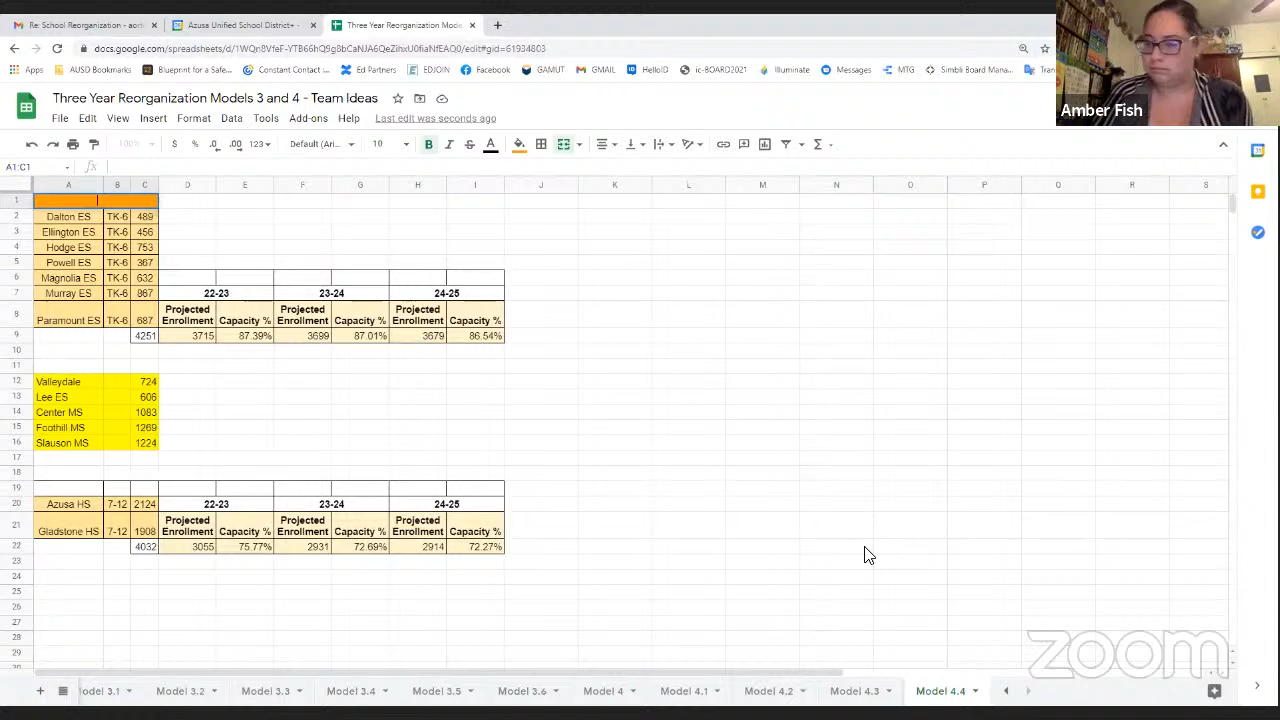 Re: School Reorganization - aort
Azusa Unified School District+ -
Three Year Reorganization Mode
Amber Fish
Apps
AUSD Bookmarks
Blueprint for a Safe...
Constant Contact :...
Ed Partners
EDJOIN
Facebook
GAMUT
GMAIL
HelloID
ic-BOARD2021
Illuminate
Messages
MTG
Simbli Board Mana...
Three Year Reorganization Models 3 and 4 - Team Ideas
File Edit View Insert Format Data Tools Add-ons Help Last edit was seconds ago
100% $ % .0 .00 123 Default (Ari... 10 B I S A
A1:C1 fx
A B C D E F G H I J K L M N O P Q R S
1
2 Dalton ES TK-6 489
3 Ellington ES TK-6 456
4 Hodge ES TK-6 753
5 Powell ES TK-6 367
6 Magnolia ES TK-6 632
7 Murray ES TK-6 867 22-23 23-24 24-25
8 Paramount ES TK-6 687 Projected Enrollment Capacity % Projected Enrollment Capacity % Projected Enrollment Capacity %
9 4251 3715 87.39% 3699 87.01% 3679 86.54%
10
11
12 Valleydale 724
13 Lee ES 606
14 Center MS 1083
15 Foothill MS 1269
16 Slauson MS 1224
17
18
19
20 Azusa HS 7-12 2124 22-23 23-24 24-25
21 Gladstone HS 7-12 1908 Projected Enrollment Capacity % Projected Enrollment Capacity % Projected Enrollment Capacity %
22 4032 3055 75.77% 2931 72.69% 2914 72.27%
23
24
25
26
27
28
29
30
zoom
odel 3.1 Model 3.2 Model 3.3 Model 3.4 Model 3.5 Model 3.6 Model 4 Model 4.1 Model 4.2 Model 4.3 Model 4.4